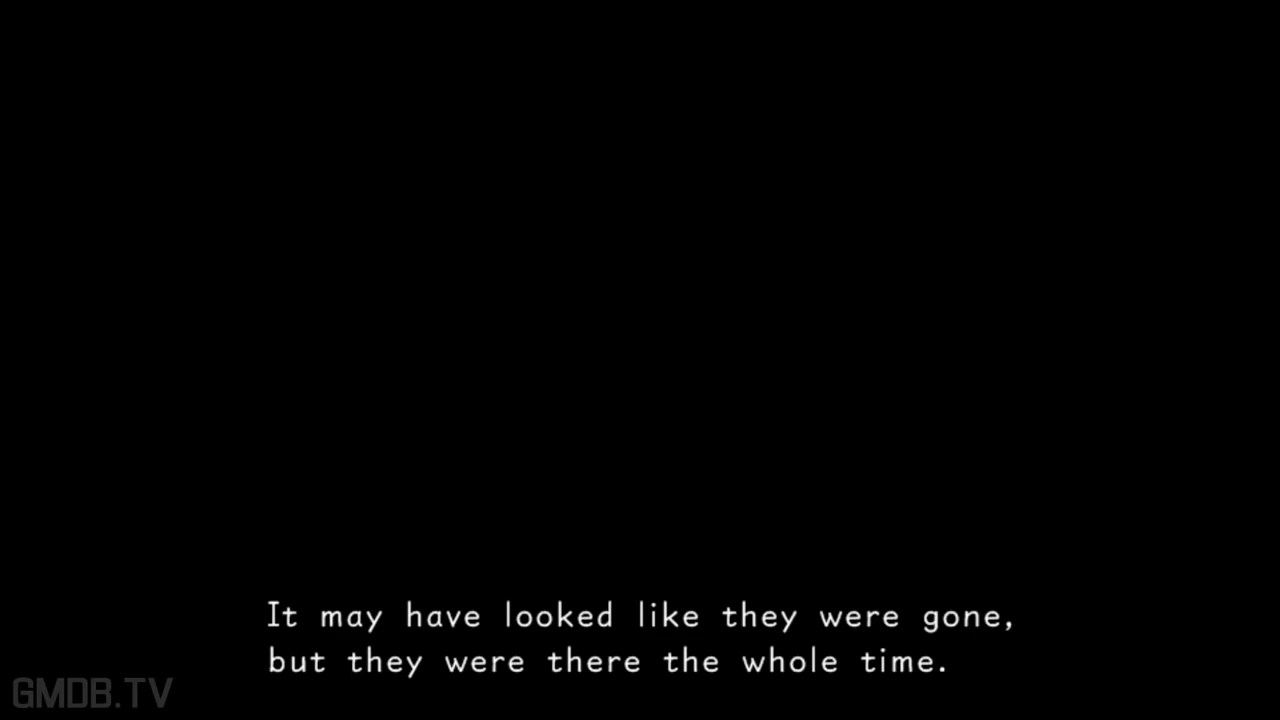 It may have looked like they were gone,
but they were there the whole time.
GMDB.TV